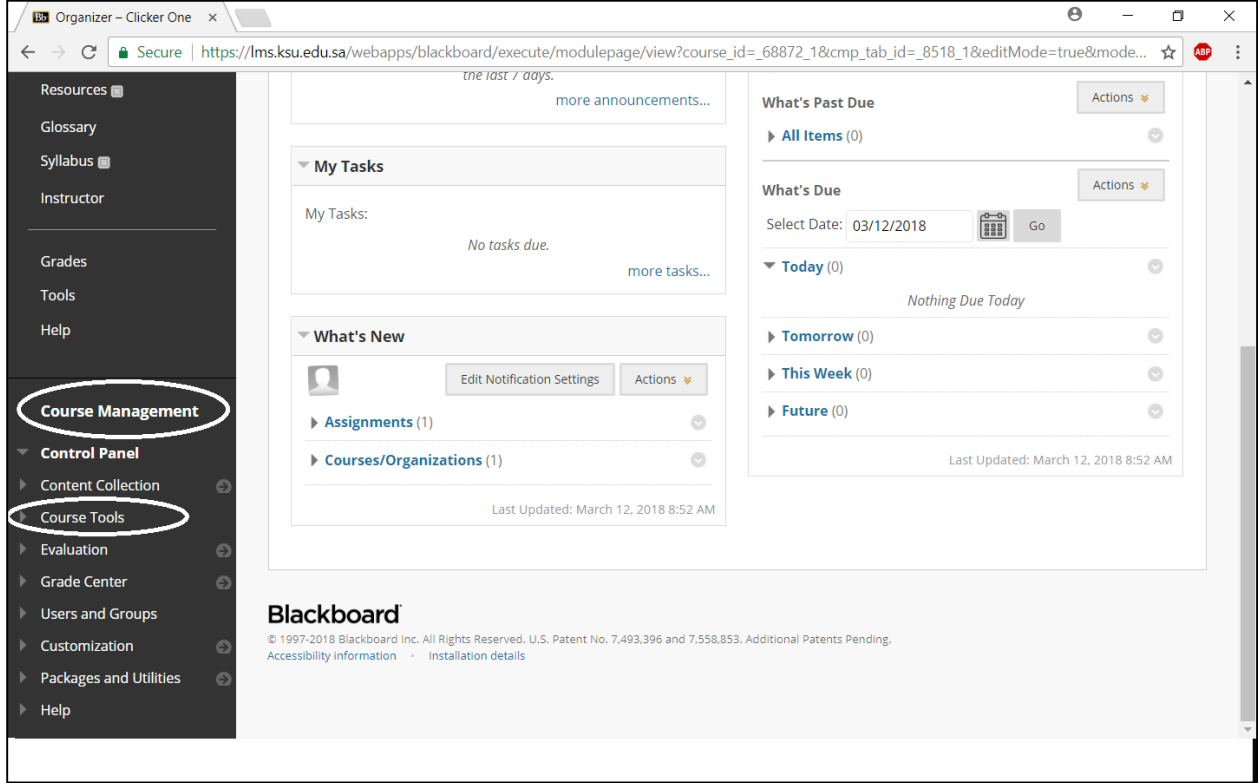 Organizer – Clicker One
Secure https://lms.ksu.edu.sa/webapps/blackboard/execute/modulepage/view?course_id=_68872_1&cmp_tab_id=_8518_1&editMode=true&mode...
ABP
Resources
Glossary
Syllabus
Instructor
Grades
Tools
Help
Course Management
Control Panel
Content Collection
Course Tools
Evaluation
Grade Center
Users and Groups
Customization
Packages and Utilities
Help
the last 7 days.
more announcements...
My Tasks
My Tasks:
No tasks due.
more tasks...
What's New
Edit Notification Settings Actions
Assignments (1)
Courses/Organizations (1)
Last Updated: March 12, 2018 8:52 AM
What's Past Due Actions
All Items (0)
What's Due Actions
Select Date: 03/12/2018 Go
Today (0)
Nothing Due Today
Tomorrow (0)
This Week (0)
Future (0)
Last Updated: March 12, 2018 8:52 AM
Blackboard
© 1997-2018 Blackboard Inc. All Rights Reserved. U.S. Patent No. 7,493,396 and 7,558,853. Additional Patents Pending.
Accessibility information · Installation details